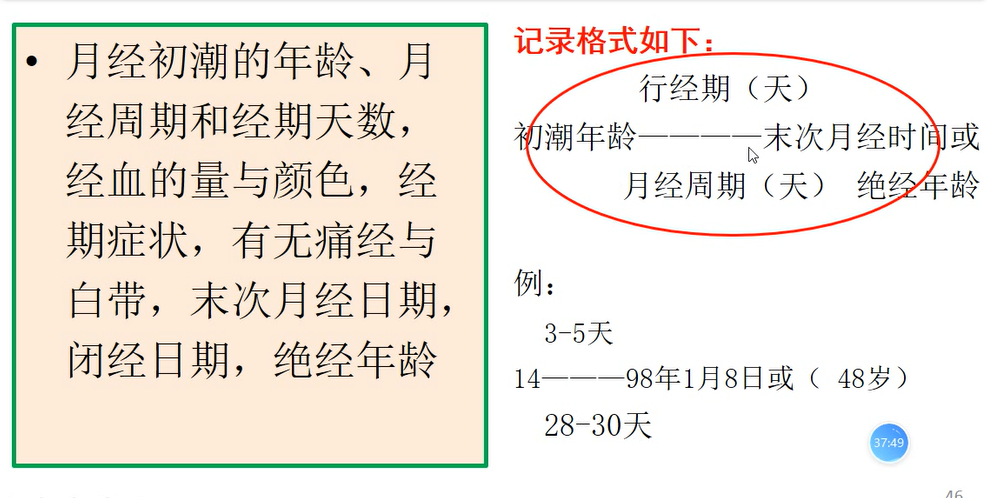 • 月经初潮的年龄、月
经周期和经期天数，
经血的量与颜色，经
期症状，有无痛经与
白带，末次月经日期，
闭经日期，绝经年龄
记录格式如下：
行经期（天）
初潮年龄————末次月经时间或
月经周期（天） 绝经年龄
例：
3-5天
14———98年1月8日或（ 48岁）
28-30天
37:49
46